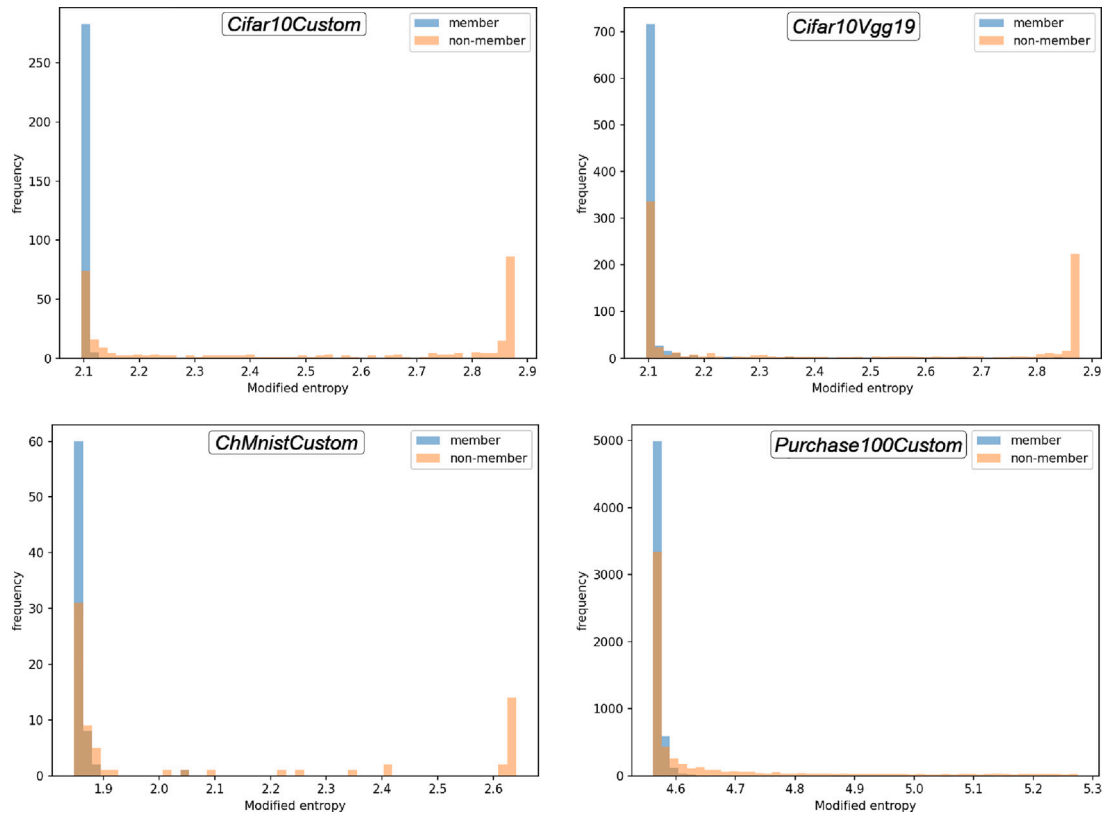 Cifar10Custom
member
non-member
250
200
150
100
50
0
frequency
2.1 2.2 2.3 2.4 2.5 2.6 2.7 2.8 2.9
Modified entropy
Cifar10Vgg19
member
non-member
700
600
500
400
300
200
100
0
frequency
2.1 2.2 2.3 2.4 2.5 2.6 2.7 2.8 2.9
Modified entropy
ChMnistCustom
member
non-member
60
50
40
30
20
10
0
frequency
1.9 2.0 2.1 2.2 2.3 2.4 2.5 2.6
Modified entropy
Purchase100Custom
member
non-member
5000
4000
3000
2000
1000
0
frequency
4.6 4.7 4.8 4.9 5.0 5.1 5.2 5.3
Modified entropy